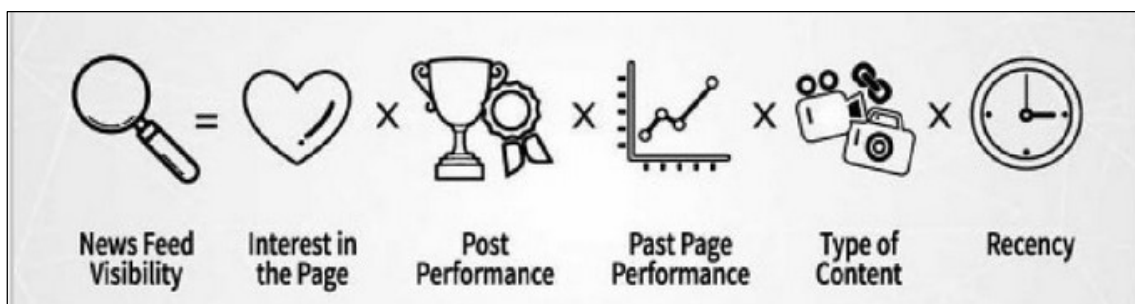 = X X X X
News Feed
Visibility
Interest in
the Page
Post
Performance
Past Page
Performance
Type of
Content
Recency